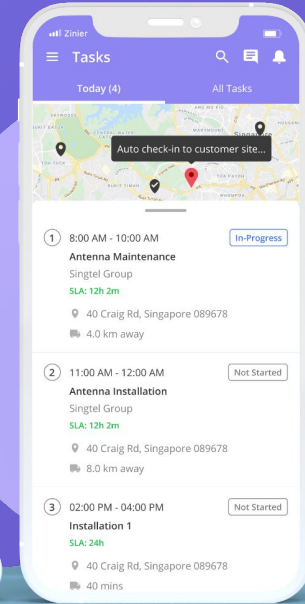 Zinier
Tasks
Today (4)
All Tasks
Auto check-in to customer site...
1
8:00 AM - 10:00 AM
In-Progress
Antenna Maintenance
Singtel Group
SLA: 12h 2m
40 Craig Rd, Singapore 089678
4.0 km away
2
11:00 AM - 12:00 AM
Not Started
Antenna Installation
Singtel Group
SLA: 12h 2m
40 Craig Rd, Singapore 089678
8.0 km away
3
02:00 PM - 04:00 PM
Not Started
Installation 1
SLA: 24h
40 Craig Rd, Singapore 089678
40 mins